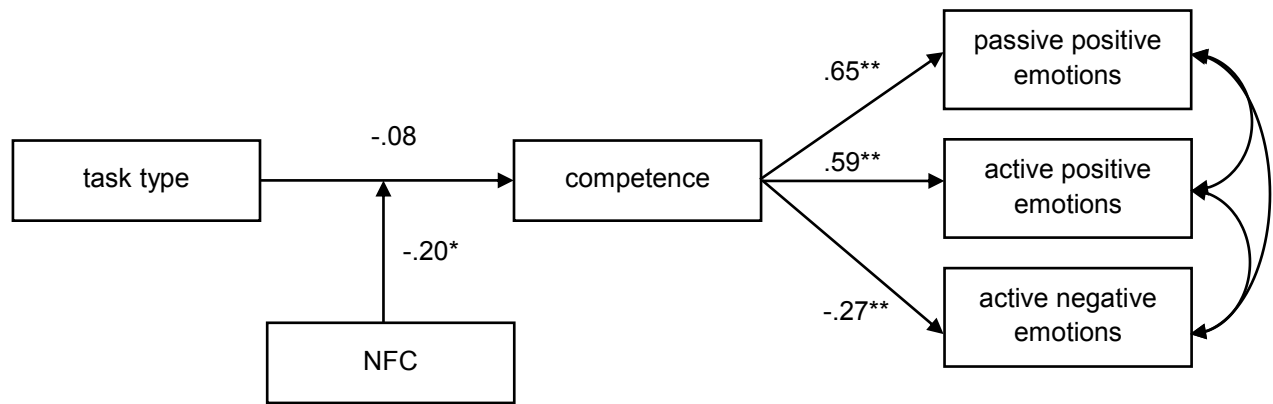 passive positive
emotions
.65**
-.08
task type
competence
.59**
active positive
emotions
-.20*
-.27**
active negative
emotions
NFC